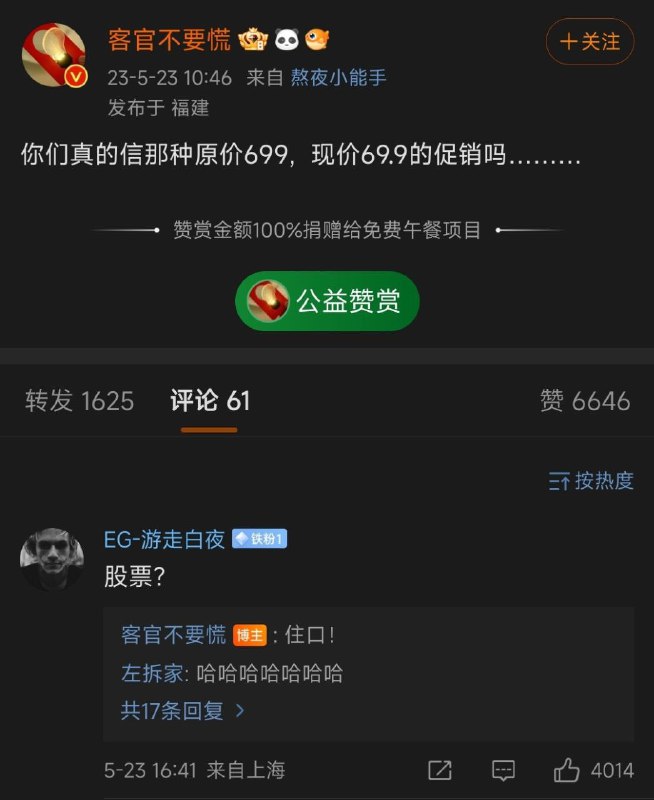 客官不要慌
+关注
23-5-23 10:46 来自 熬夜小能手
发布于 福建
你们真的信那种原价699，现价69.9的促销吗………
赞赏金额100%捐赠给免费午餐项目
公益赞赏
转发 1625 评论 61 赞 6646
按热度
EG-游走白夜 铁粉1
股票？
客官不要慌 博主：住口！
左拆家: 哈哈哈哈哈哈哈
共17条回复 >
5-23 16:41 来自上海 4014